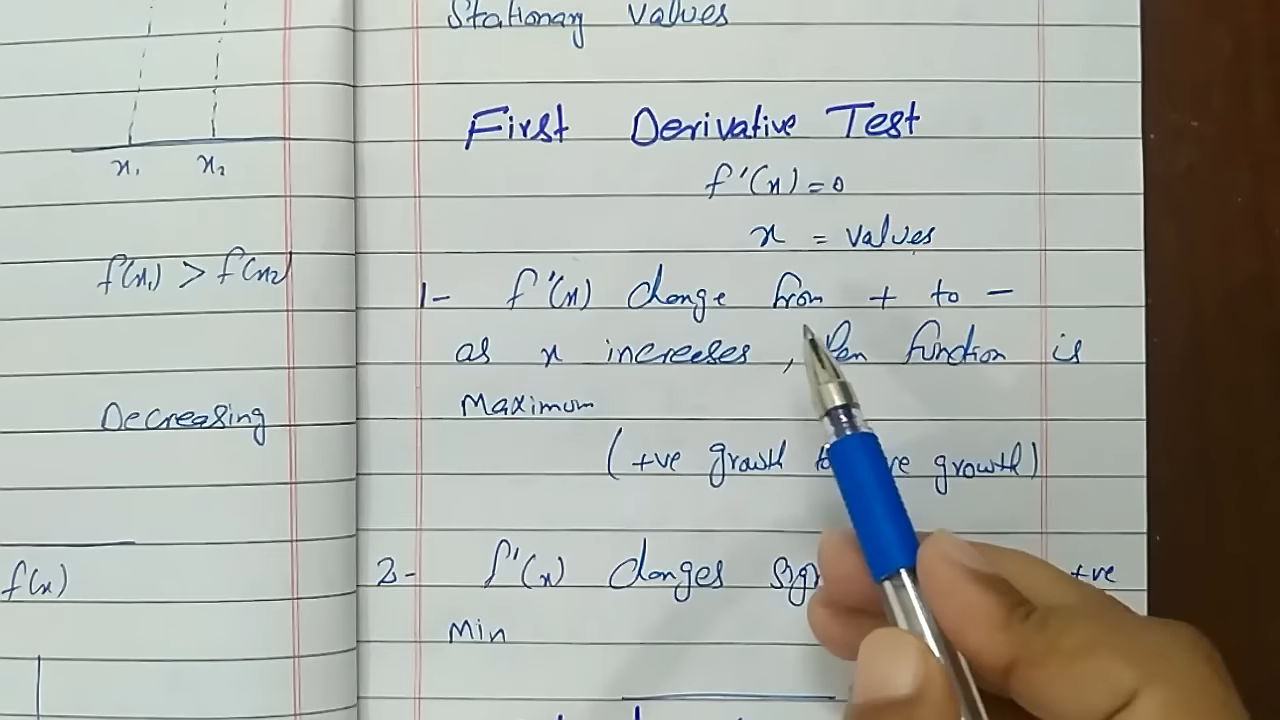 x₁ x₂
f(x₁) > f(x₂)
Decreasing
f(x)
Stationary values
First Derivative Test
f'(x) = 0
x = values
1- f'(x) change from + to -
as x increases, then function is
Maximum
(+ve growth to growth)
2- f'(x) changes +ve
Min